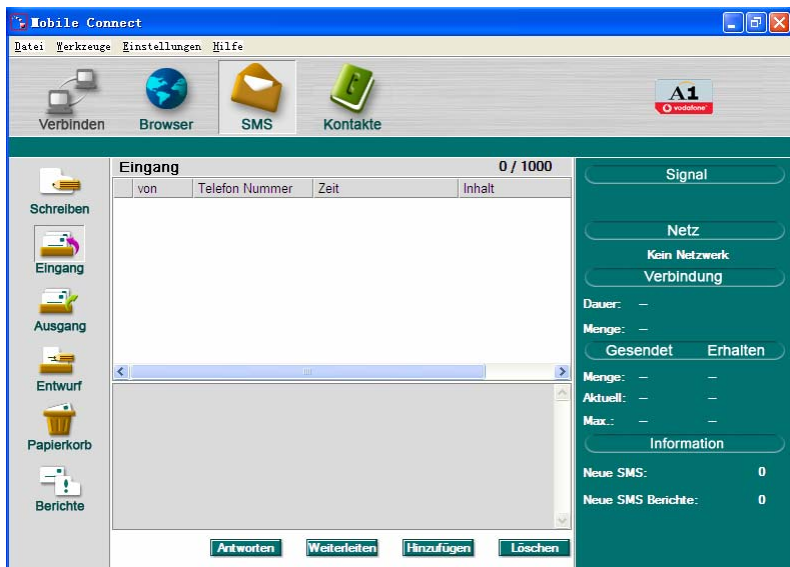 Mobile Connect
Datei Werkzeuge Einstellungen Hilfe
Verbinden Browser SMS Kontakte
A1
vodafone
Schreiben
Eingang
Ausgang
Entwurf
Papierkorb
Berichte
Eingang 0 / 1000
von Telefon Nummer Zeit Inhalt
Antworten Weiterleiten Hinzufügen Löschen
Signal
Netz
Kein Netzwerk
Verbindung
Dauer: –
Menge: –
Gesendet Erhalten
Menge: – –
Aktuell: – –
Max.: – –
Information
Neue SMS: 0
Neue SMS Berichte: 0